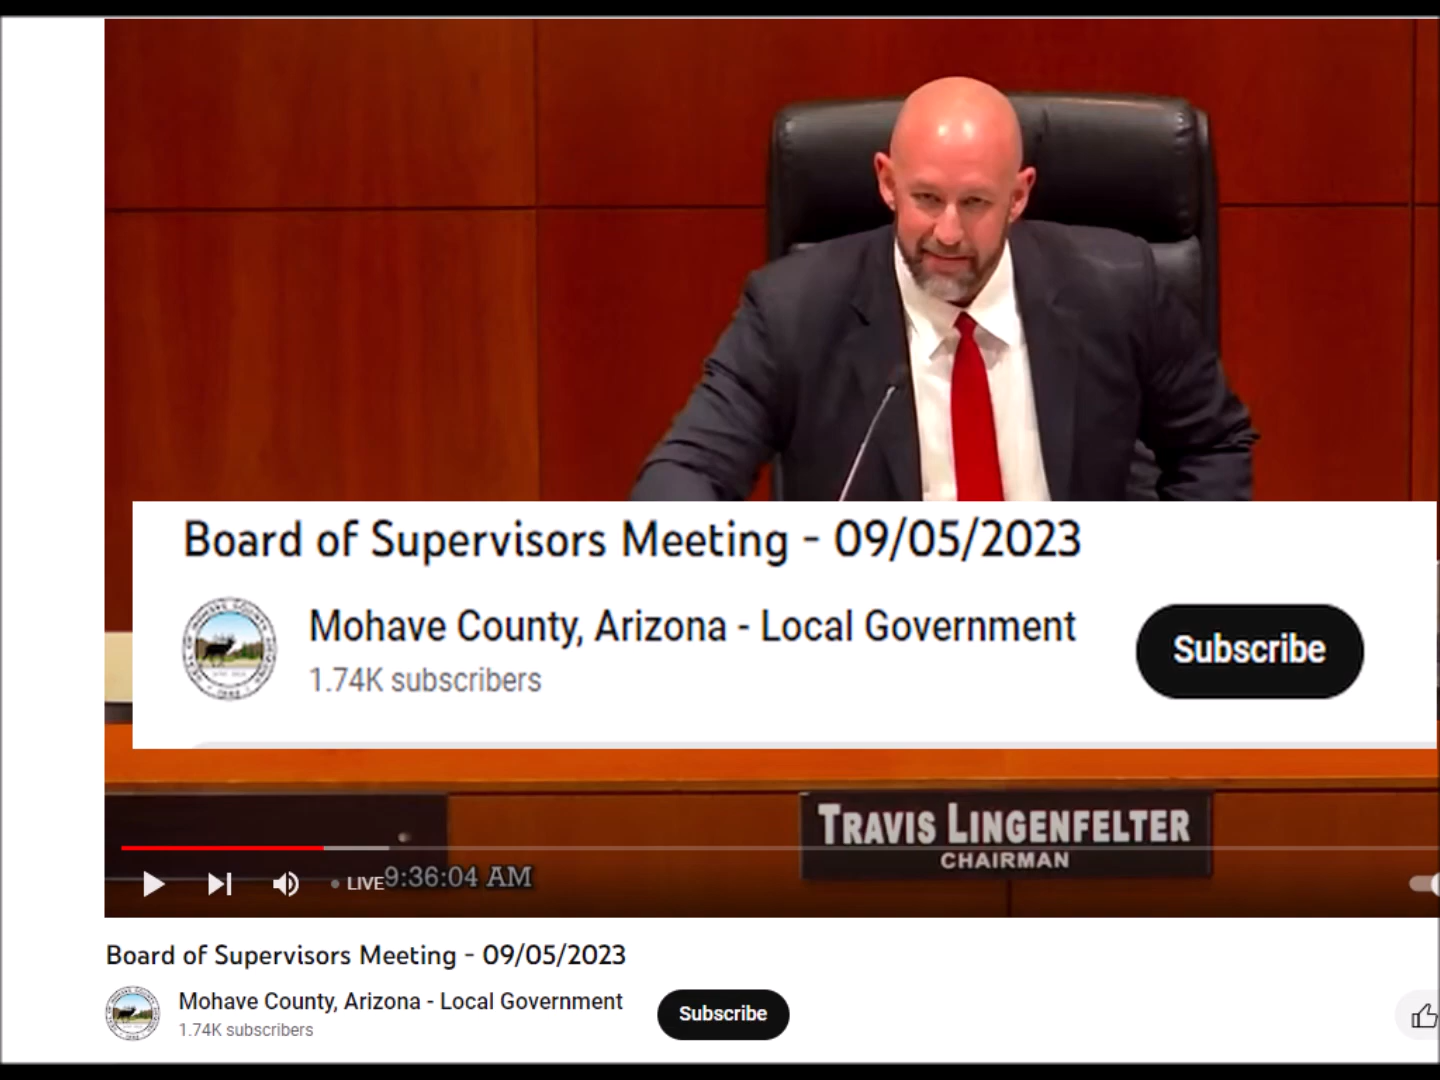 Board of Supervisors Meeting - 09/05/2023
Mohave County, Arizona - Local Government
1.74K subscribers
Subscribe
TRAVIS LINGENFELTER
CHAIRMAN
LIVE
9:36:04 AM
Board of Supervisors Meeting - 09/05/2023
Mohave County, Arizona - Local Government
1.74K subscribers
Subscribe